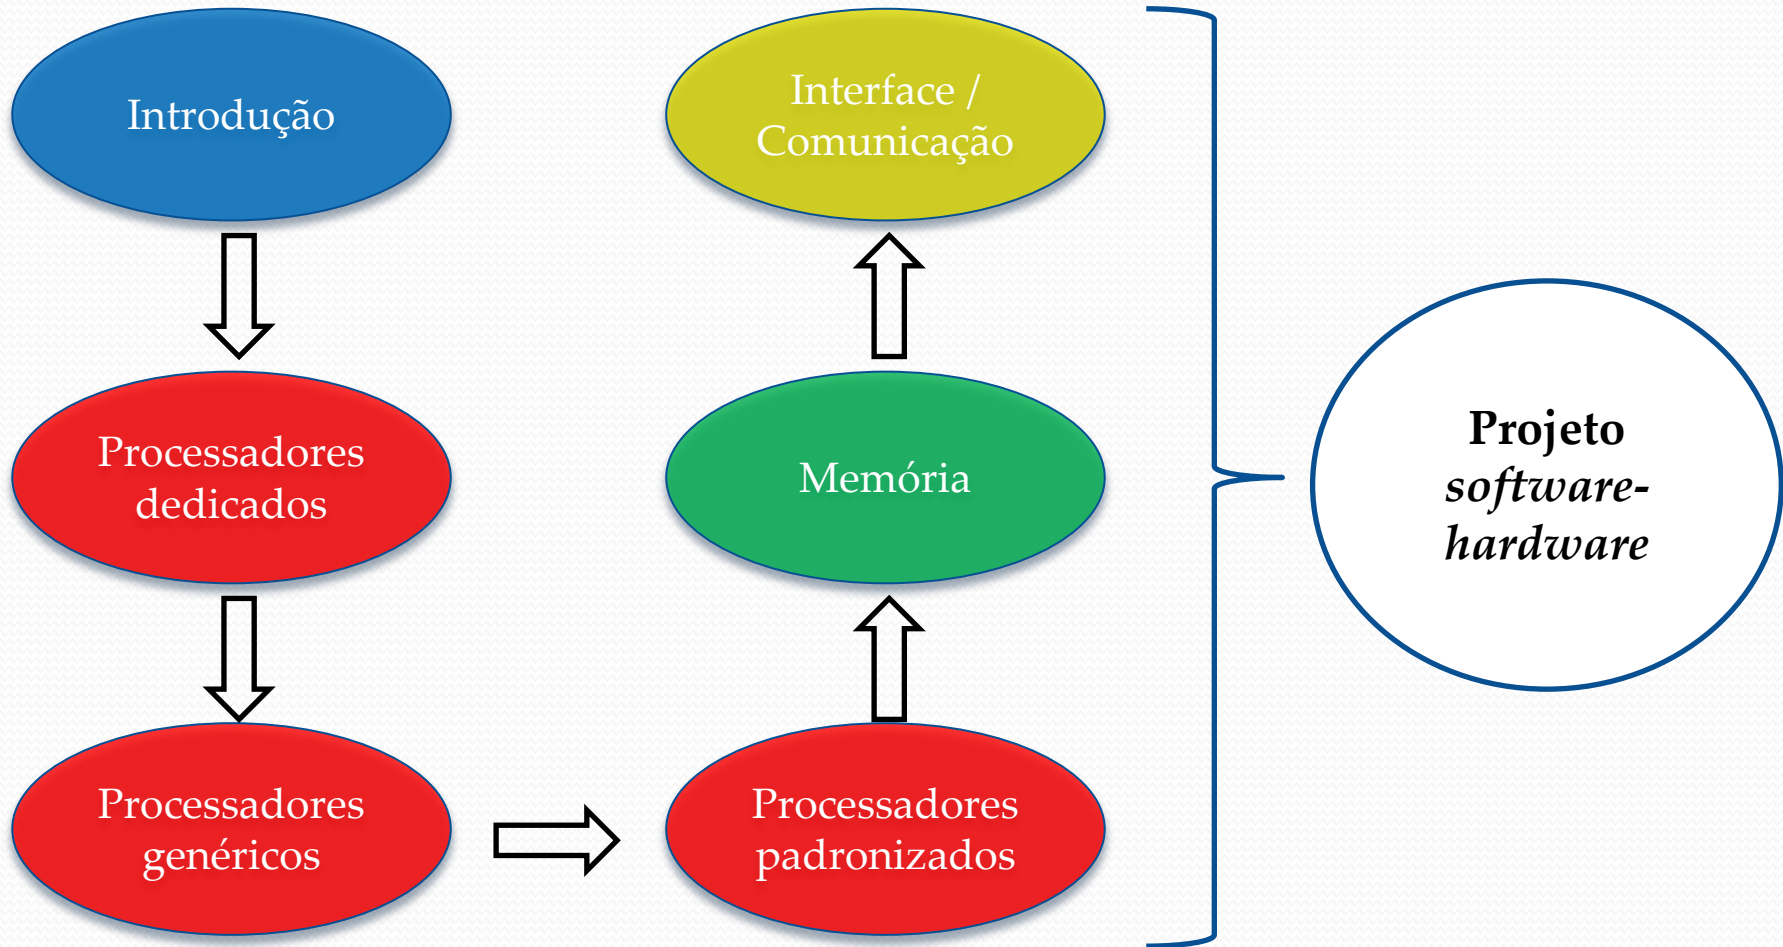 Introdução
Processadores
dedicados
Processadores
genéricos
Processadores
padronizados
Memória
Interface /
Comunicação
Projeto
software-
hardware